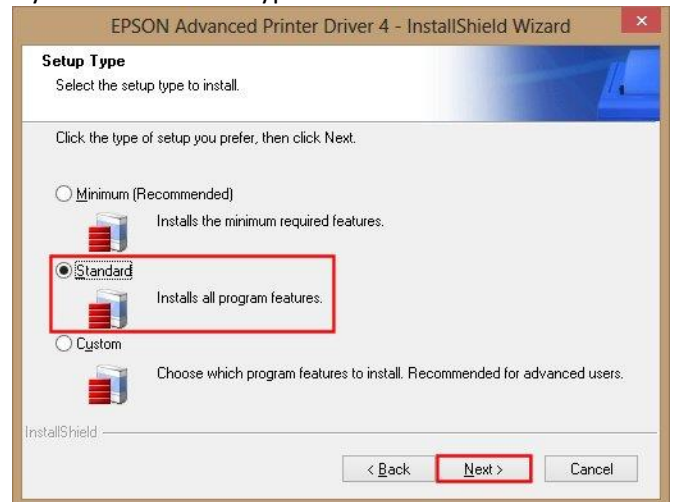 EPSON Advanced Printer Driver 4 - InstallShield Wizard
Setup Type
Select the setup type to install.
Click the type of setup you prefer, then click Next.
Minimum (Recommended)
Installs the minimum required features.
Standard
Installs all program features.
Custom
Choose which program features to install. Recommended for advanced users.
InstallShield
< Back Next > Cancel